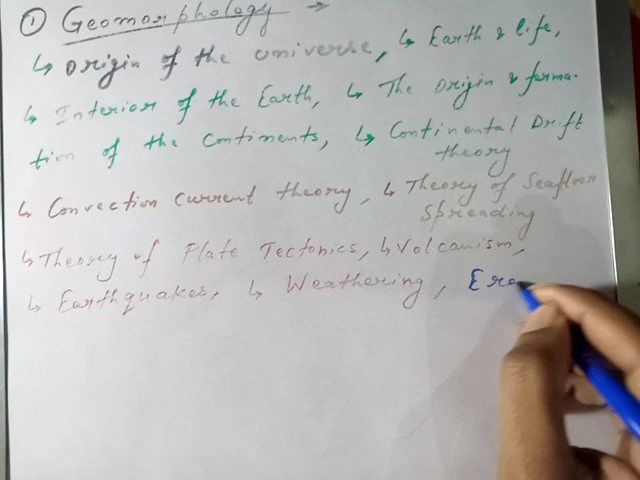 ① Geomorphology →
↳ Origin of the universe, ↳ Earth & life,
↳ Interior of the Earth, ↳ The Origin & forma-
tion of the Continents, ↳ Continental Drift
theory
↳ Convection Current theory, ↳ Theory of Seafloor
Spreading
↳ Theory of Plate Tectonics, ↳ Volcanism,
↳ Earthquakes, ↳ Weathering, Ero